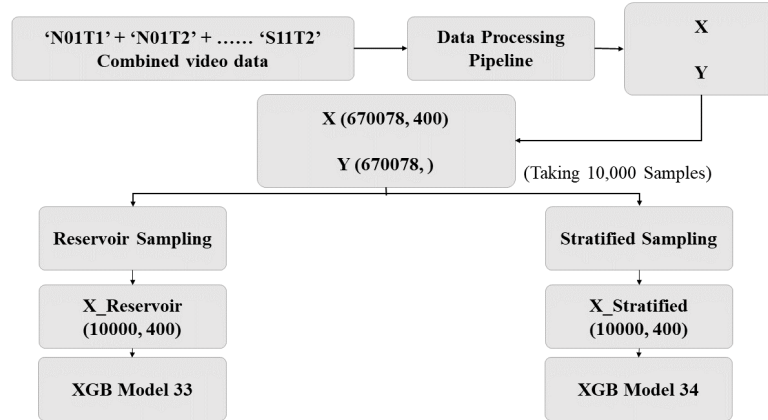 ‘N01T1’ + ‘N01T2’ + …… ‘S11T2’
Combined video data
Data Processing
Pipeline
X
Y
X (670078, 400)
Y (670078, )
(Taking 10,000 Samples)
Reservoir Sampling
Stratified Sampling
X_Reservoir
(10000, 400)
X_Stratified
(10000, 400)
XGB Model 33
XGB Model 34